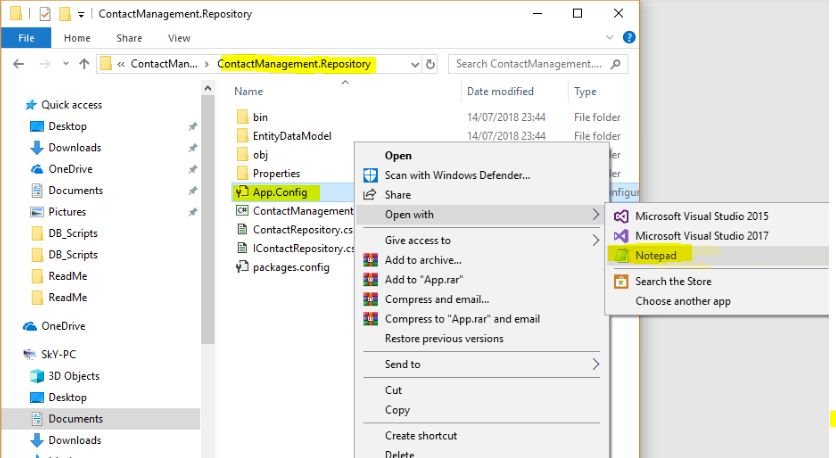 ContactManagement.Repository
File Home Share View
ContactMan... ContactManagement.Repository Search ContactManagement....
Name Date modified Type
Quick access
Desktop
Downloads
OneDrive
Documents
Pictures
DB_Scripts
DB_Scripts
ReadMe
ReadMe
OneDrive
SkY-PC
3D Objects
Desktop
Documents
Downloads
bin 14/07/2018 23:44 File folder
EntityDataModel 14/07/2018 23:44 File folder
obj
Properties
App.Config
ContactManagement
ContactRepository.cs
IContactRepository.cs
packages.config
Open
Scan with Windows Defender...
Share
Open with
Give access to
Add to archive...
Add to "App.rar"
Compress and email...
Compress to "App.rar" and email
Restore previous versions
Send to
Cut
Copy
Create shortcut
Delete
Microsoft Visual Studio 2015
Microsoft Visual Studio 2017
Notepad
Search the Store
Choose another app